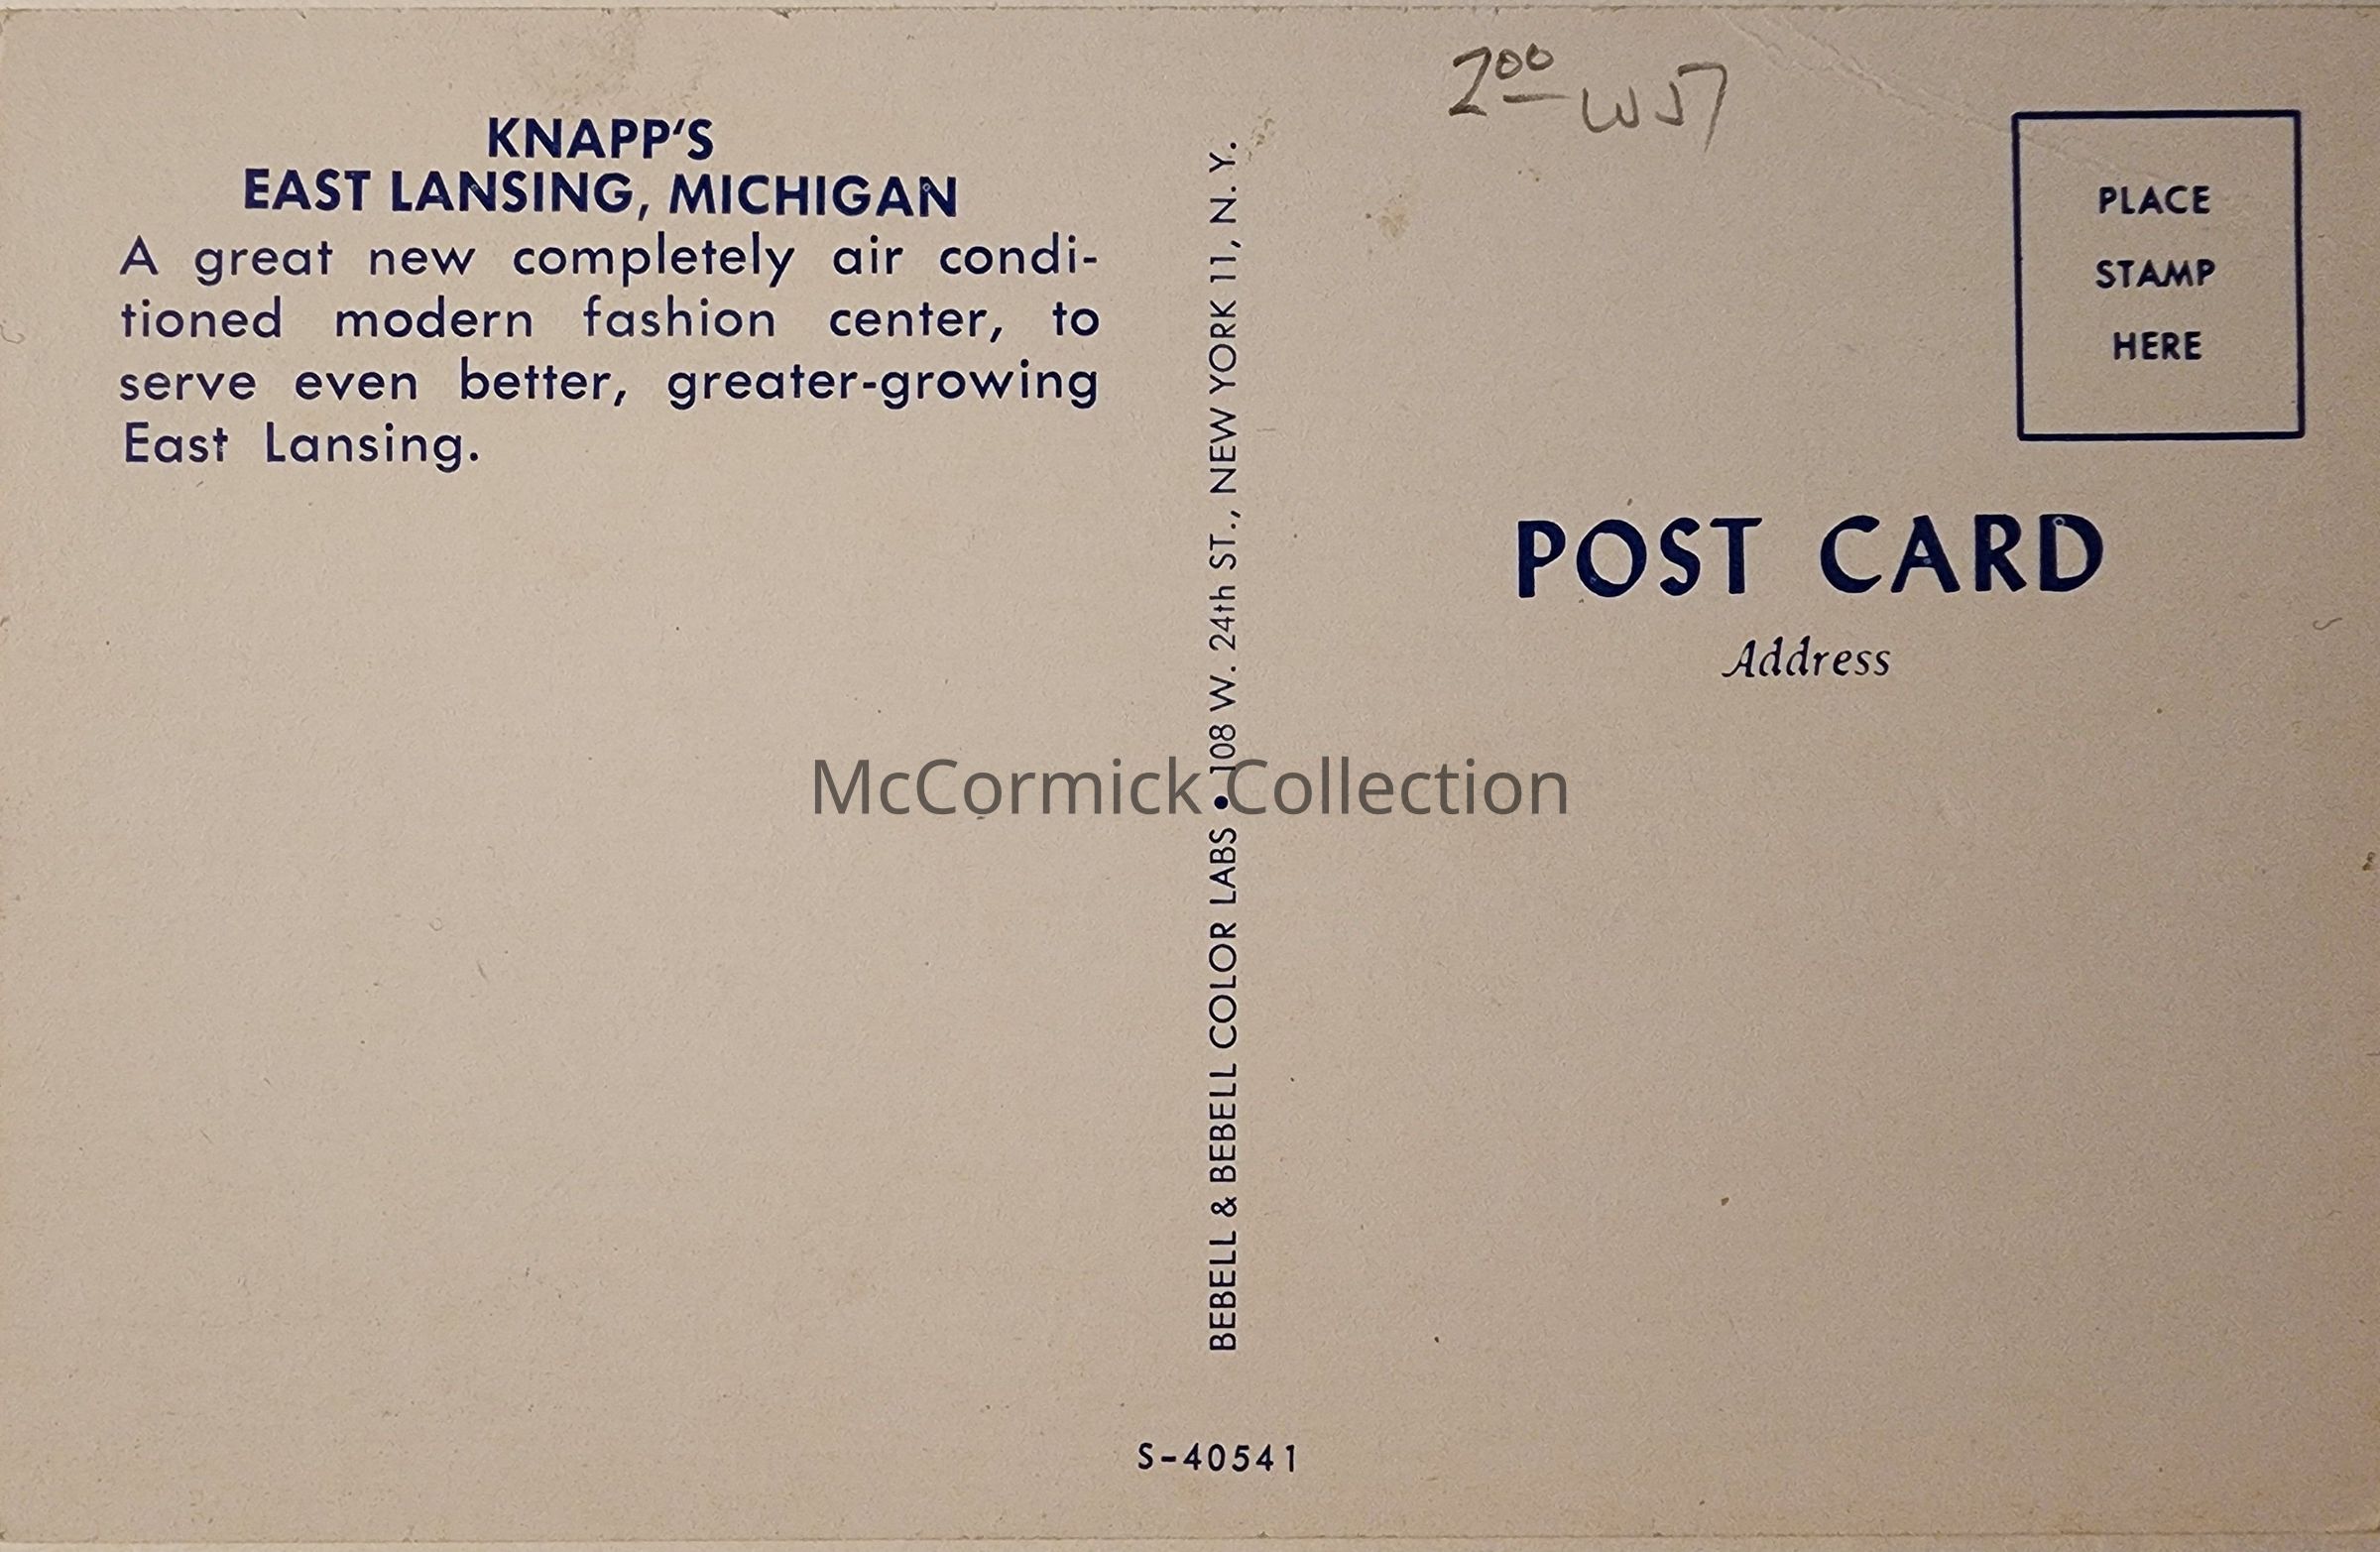 KNAPP'S
EAST LANSING, MICHIGAN
A great new completely air condi-
tioned modern fashion center, to
serve even better, greater-growing
East Lansing.
BEBELL & BEBELL COLOR LABS • 108 W. 24th ST., NEW YORK 11, N. Y.
S-40541
200
PLACE
STAMP
HERE
POST CARD
Address
McCormick Collection